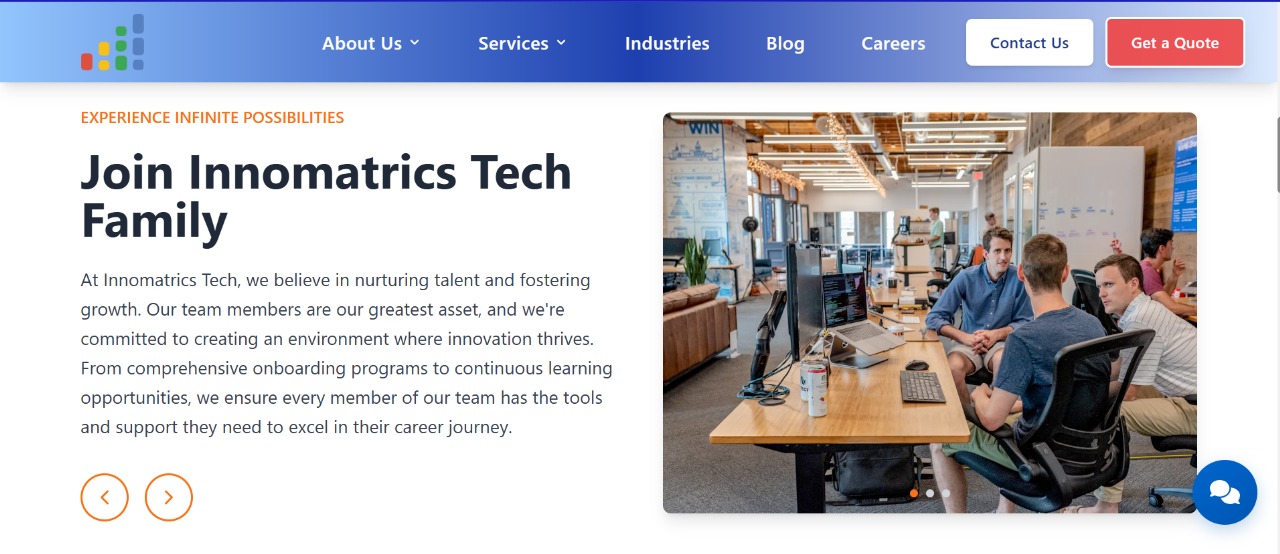 About Us
Services
Industries
Blog
Careers
Contact Us
Get a Quote
EXPERIENCE INFINITE POSSIBILITIES
Join Innomatrics Tech
Family
At Innomatrics Tech, we believe in nurturing talent and fostering
growth. Our team members are our greatest asset, and we're
committed to creating an environment where innovation thrives.
From comprehensive onboarding programs to continuous learning
opportunities, we ensure every member of our team has the tools
and support they need to excel in their career journey.
WIN